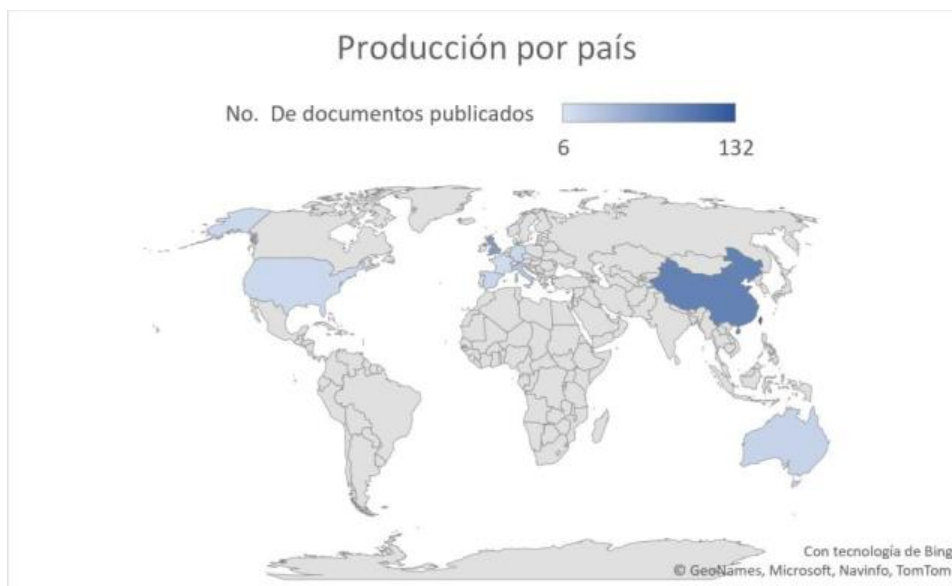 Producción por país
No. De documentos publicados
6 132
Con tecnología de Bing
© GeoNames, Microsoft, Navinfo, TomTom